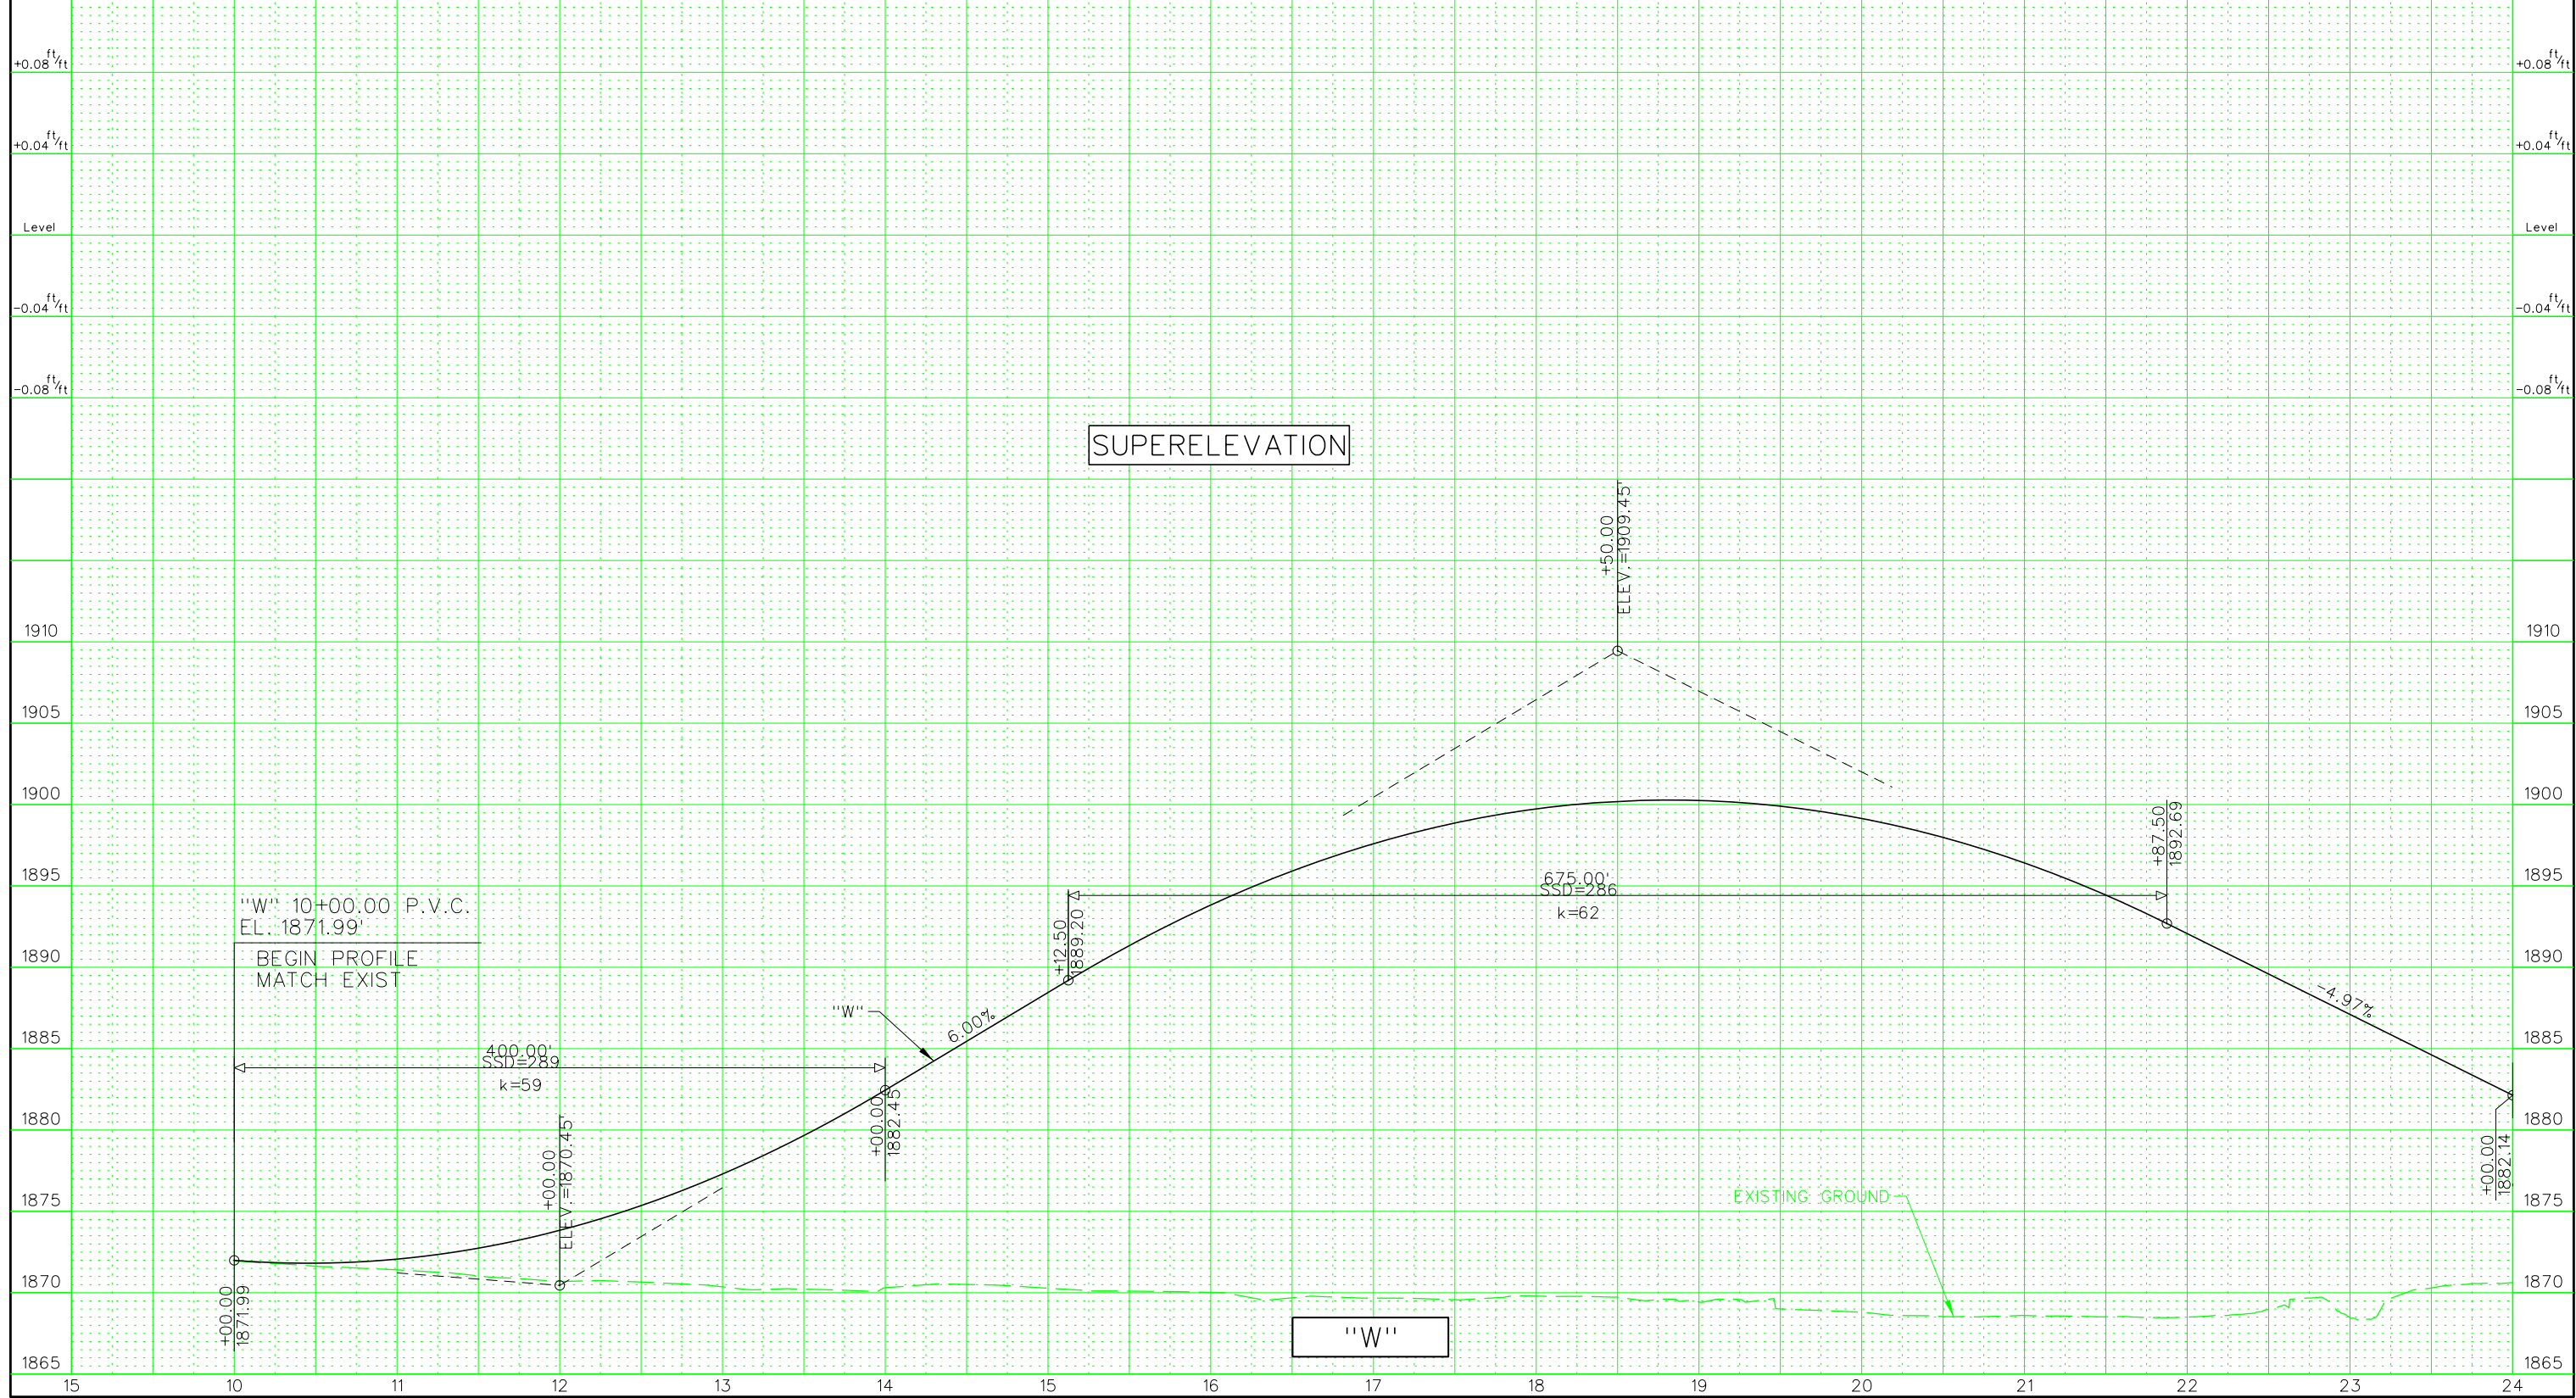 +0.08 ft/ft
+0.08 ft/ft
+0.04 ft/ft
+0.04 ft/ft
Level
Level
-0.04 ft/ft
-0.04 ft/ft
-0.08 ft/ft
-0.08 ft/ft
SUPERELEVATION
+50.00
ELEV.=1909.45'
1910
1910
1905
1905
1900
1900
+87.50
1892.69
1895
1895
675.00'
SSD=286
k=62
"W" 10+00.00 P.V.C.
EL. 1871.99'
BEGIN PROFILE
MATCH EXIST
+12.50
1889.20
1890
1890
-4.97%
"W"
6.00%
1885
1885
400.00'
SSD=289
k=59
+00.00
1882.45
1880
1880
+00.00
ELEV.=1870.45'
+00.00
1882.14
1875
1875
EXISTING GROUND
1870
1870
+00.00
1871.99
"W"
1865
1865
15 10 11 12 13 14 15 16 17 18 19 20 21 22 23 24